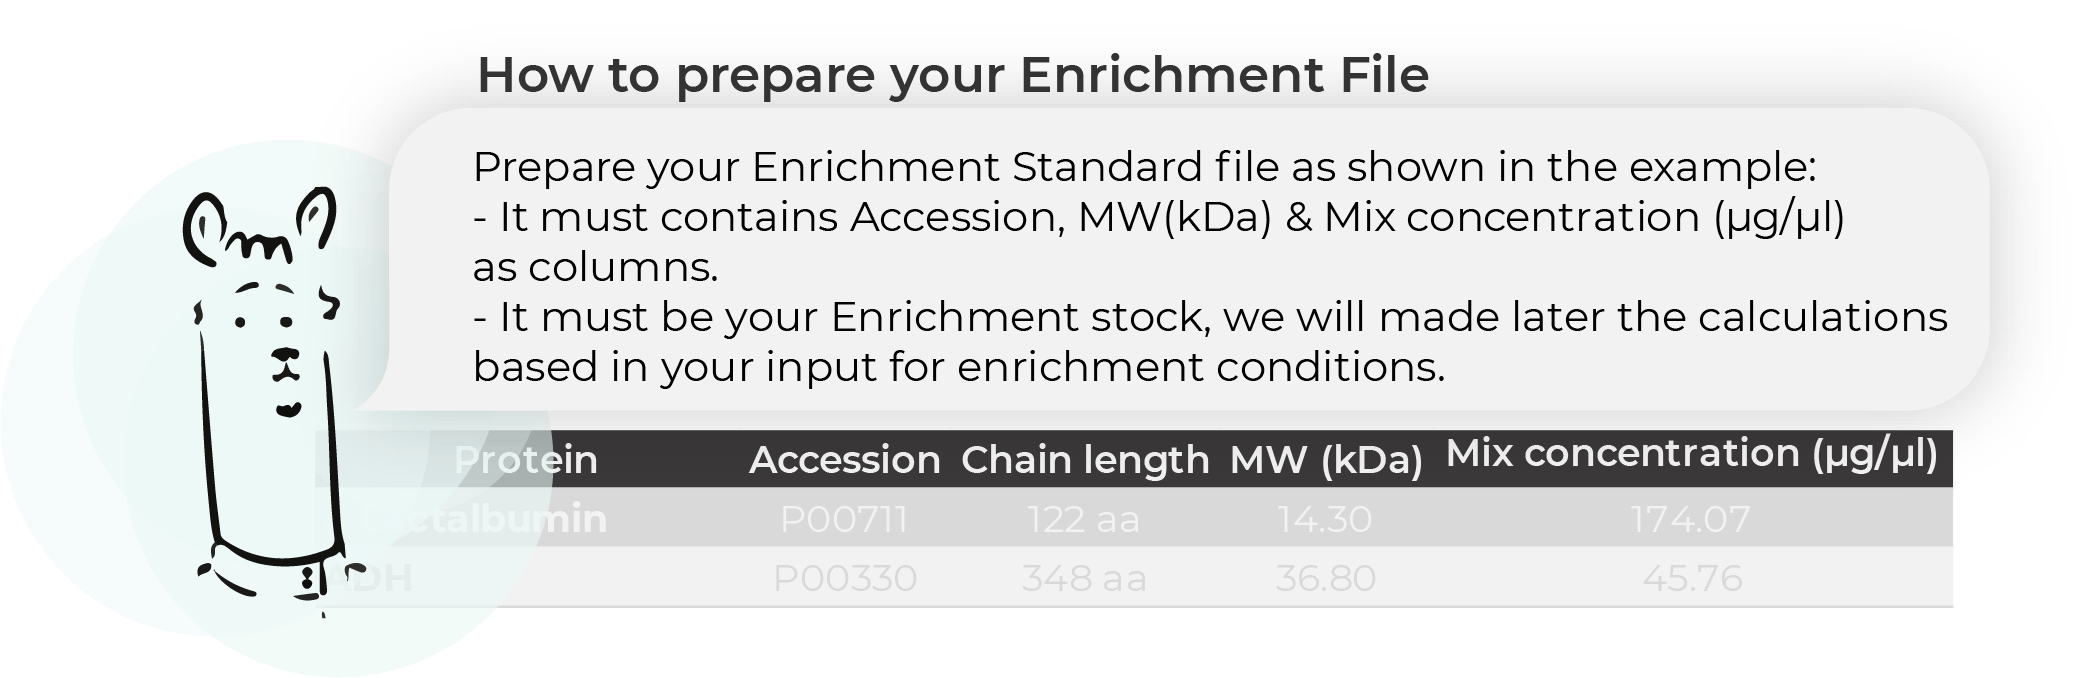 How to prepare your Enrichment File
Prepare your Enrichment Standard file as shown in the example:
- It must contains Accession, MW(kDa) & Mix concentration (µg/µl)
as columns.
- It must be your Enrichment stock, we will made later the calculations
based in your input for enrichment conditions.
Protein Accession Chain length MW (kDa) Mix concentration (µg/µl)
Lactalbumin P00711 122 aa 14.30 174.07
ADH P00330 348 aa 36.80 45.76